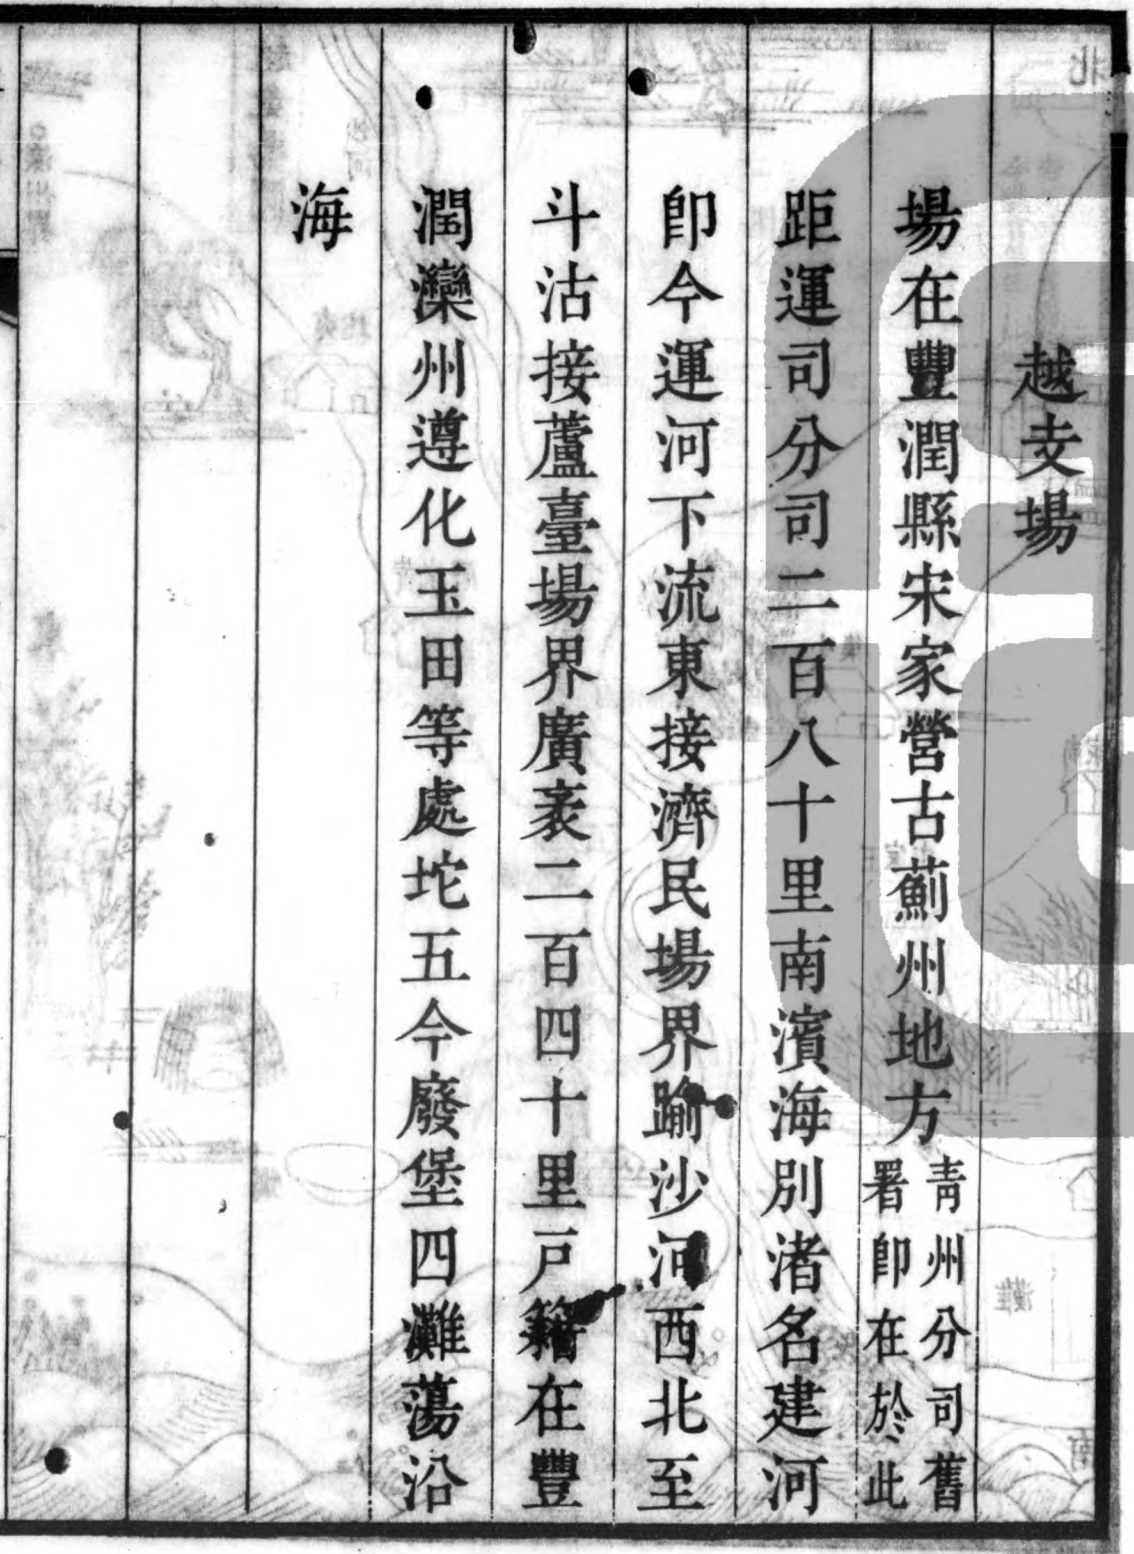 越支場
場在豐潤縣宋家營古薊州地方青州分司舊署卽在於此
距運司分司二百八十里南濱海別渚名建河
卽今運河下流東接濟民場界踰沙河西北至
斗沽接蘆臺場界廣袤二百四十里戶籍在豐
潤灤州遵化玉田等處坨五今廢堡四灘蕩沿
海